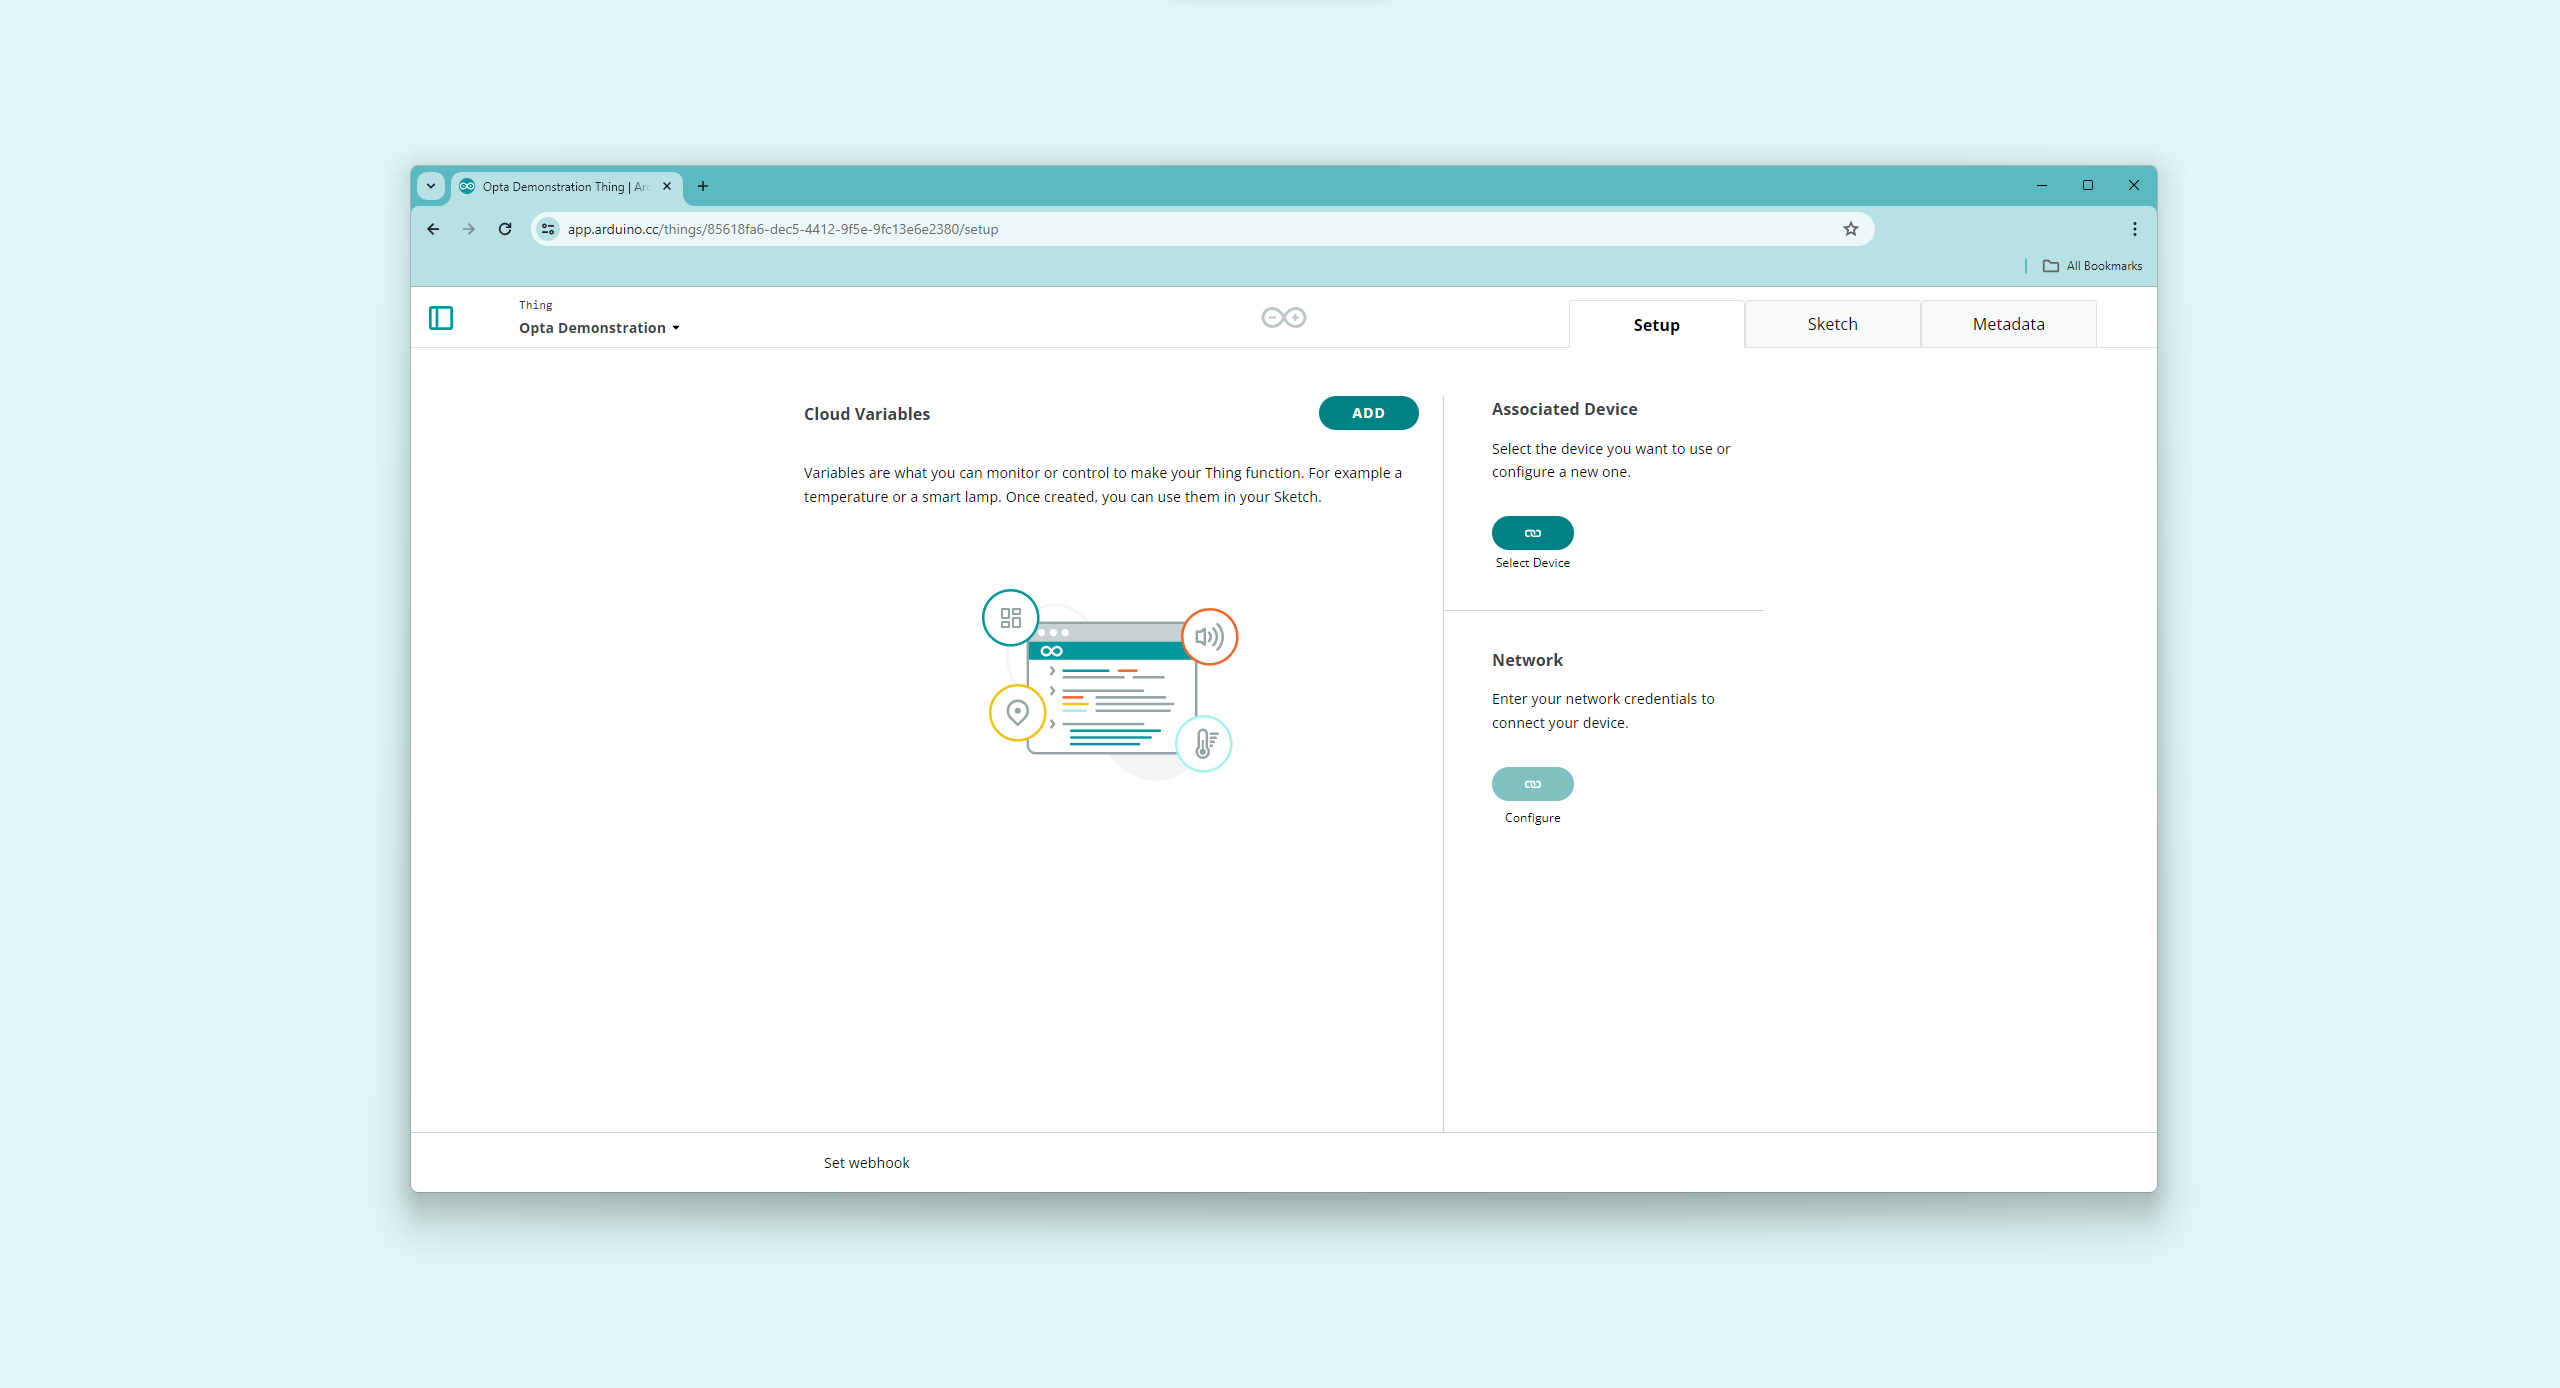 Opta Demonstration Thing | Ar
app.arduino.cc/things/85618fa6-dec5-4412-9f5e-9fc13e6e2380/setup
All Bookmarks
Thing
Opta Demonstration
Setup
Sketch
Metadata
Cloud Variables
ADD
Variables are what you can monitor or control to make your Thing function. For example a
temperature or a smart lamp. Once created, you can use them in your Sketch.
Associated Device
Select the device you want to use or
configure a new one.
Select Device
Network
Enter your network credentials to
connect your device.
Configure
Set webhook